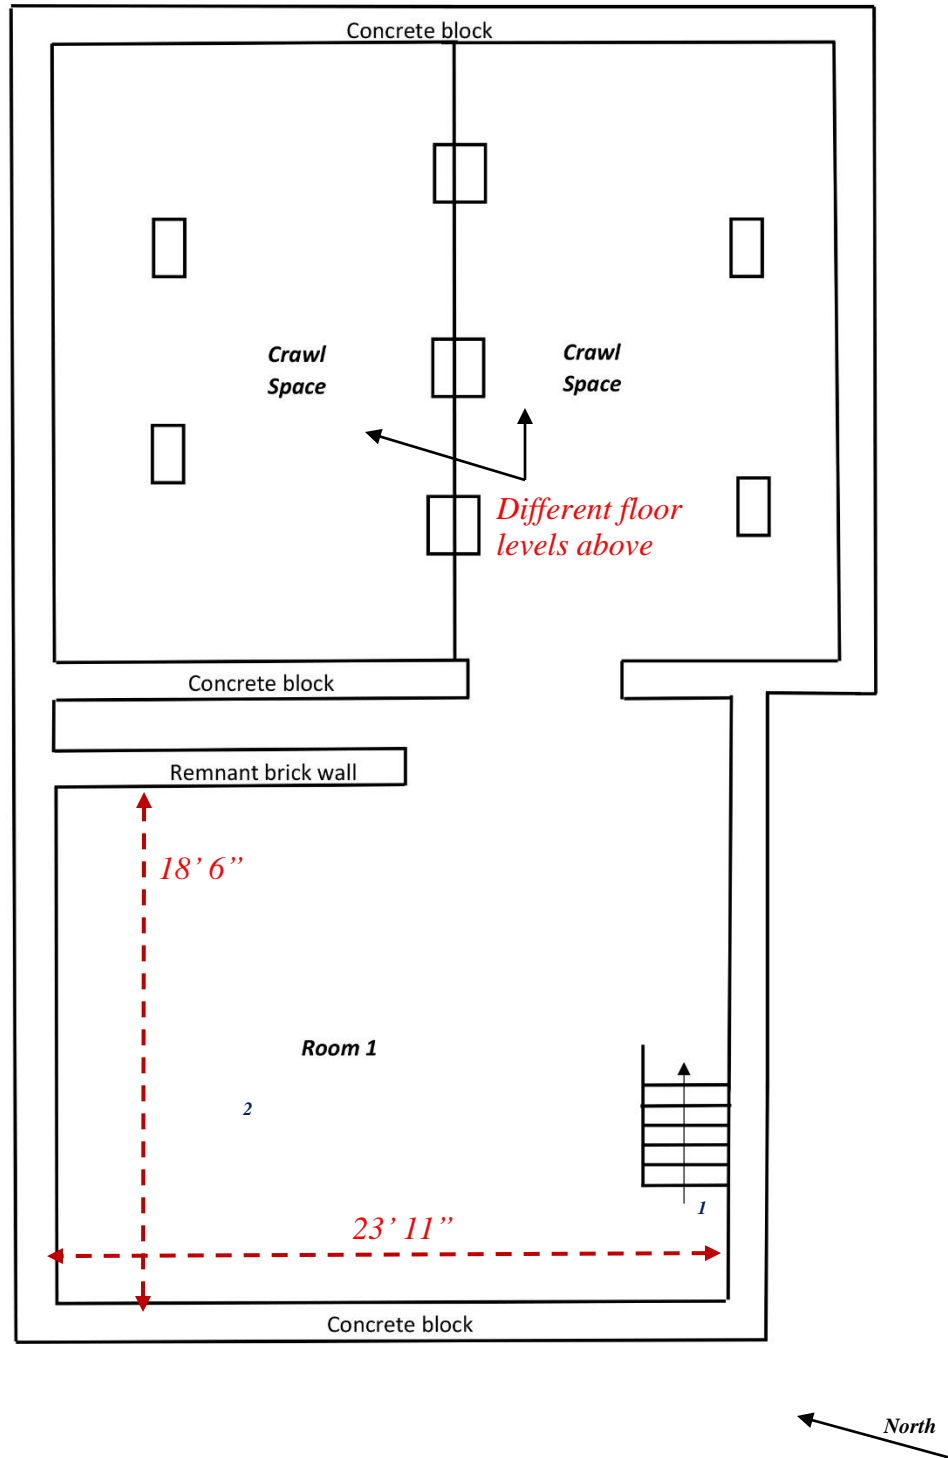 Concrete block
Crawl
Space
Crawl
Space
Different floor
levels above
Concrete block
Remnant brick wall
18’ 6”
Room 1
2
1
23’ 11”
Concrete block
North